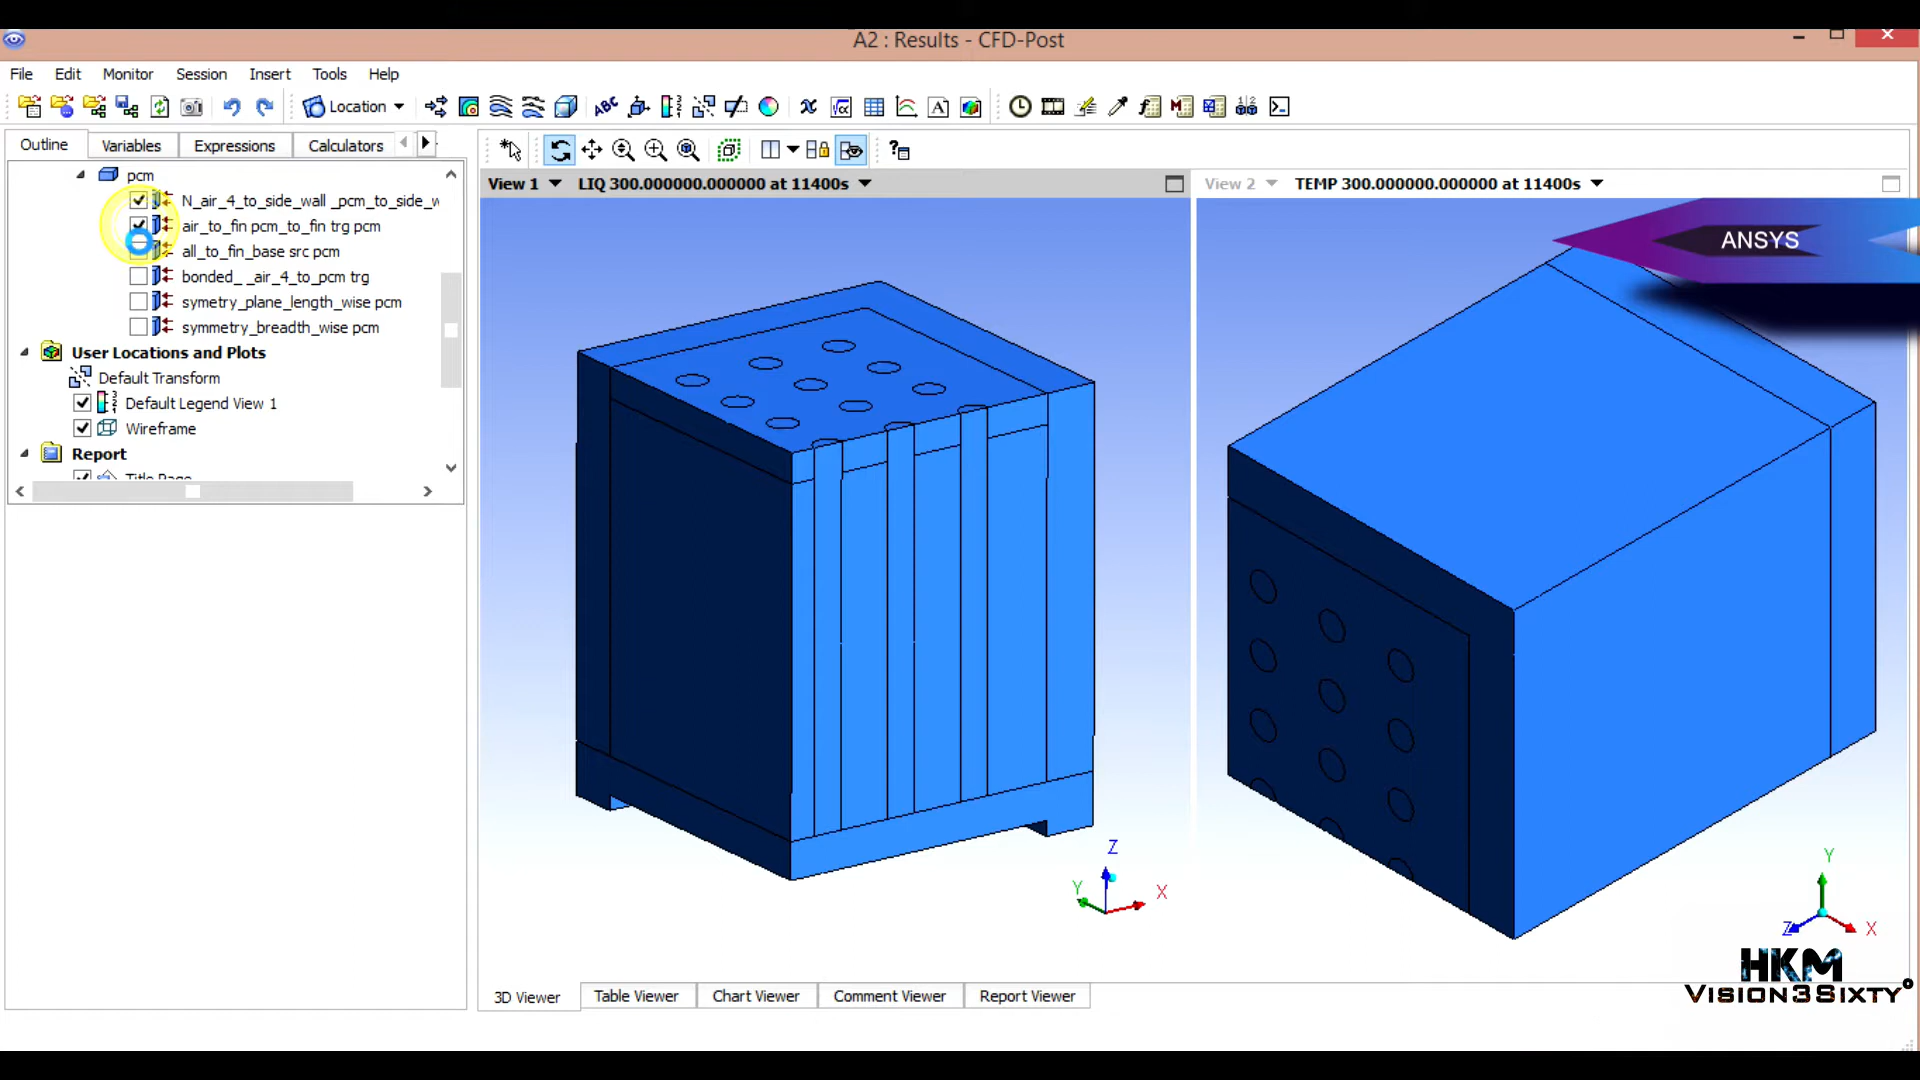 A2 : Results - CFD-Post
File Edit Monitor Session Insert Tools Help
Location
Outline Variables Expressions Calculators
pcm
N_air_4_to_side_wall _pcm_to_side_w
air_to_fin pcm_to_fin trg pcm
all_to_fin_base src pcm
bonded_ _air_4_to_pcm trg
symetry_plane_length_wise pcm
symmetry_breadth_wise pcm
User Locations and Plots
Default Transform
Default Legend View 1
Wireframe
Report
Title Page
View 1 LIQ 300.000000.000000 at 11400s
View 2 TEMP 300.000000.000000 at 11400s
ANSYS
Z
Y
X
Y
Z
X
HKM
Vision3Sixty°
3D Viewer Table Viewer Chart Viewer Comment Viewer Report Viewer